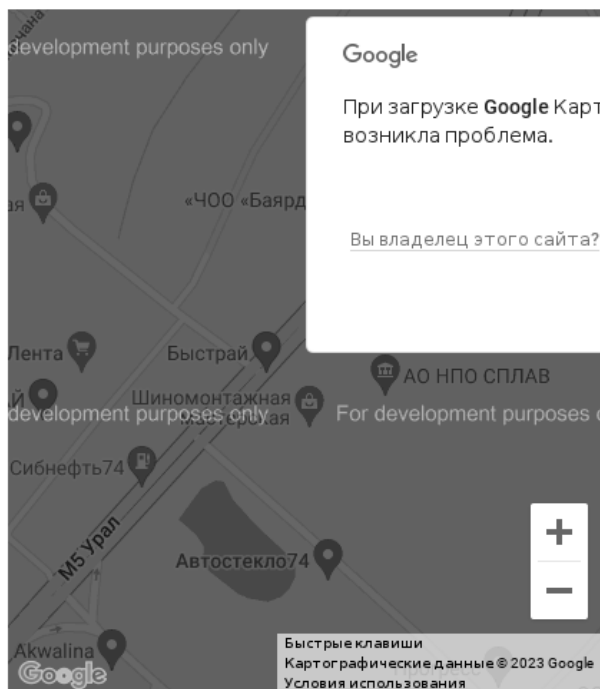 development purposes only
Google
При загрузке Google Карт
возникла проблема.
«ЧОО «Баярд
Вы владелец этого сайта?
Лента
Быстрай
АО НПО СПЛАВ
Шиномонтажная
мастерская
development purposes only
For development purposes
Сибнефть74
М5 Урал
Автостекло74
Akwalina
Google
Быстрые клавиши
Картографические данные © 2023 Google
Условия использования